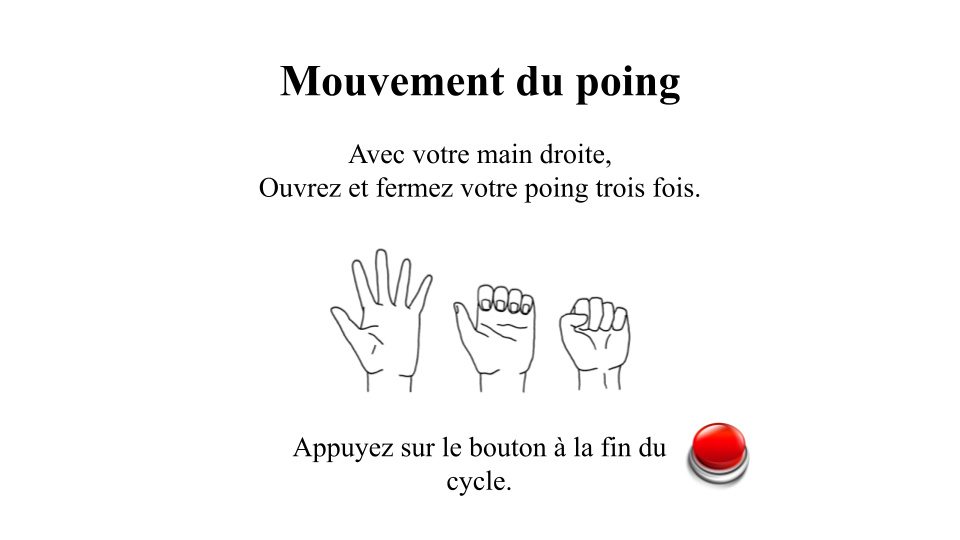 Mouvement du poing
Avec votre main droite,
Ouvrez et fermez votre poing trois fois.
Appuyez sur le bouton à la fin du
cycle.